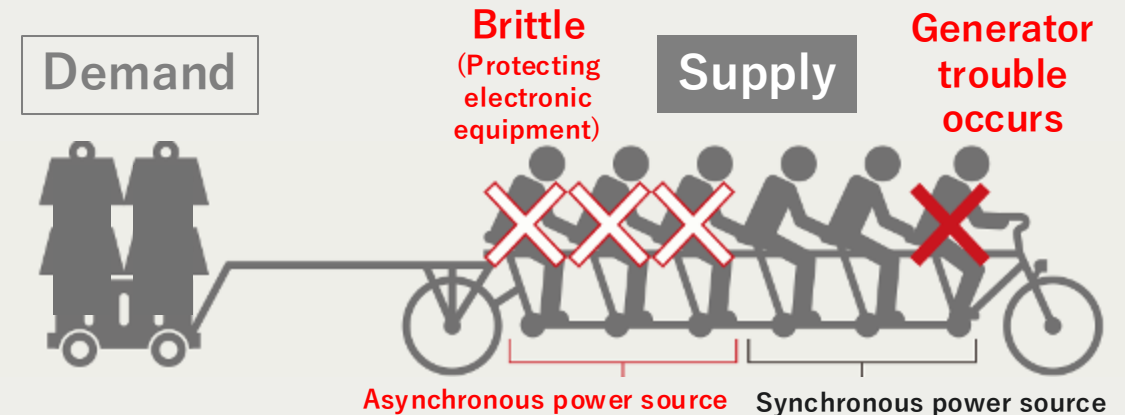 Demand
Brittle
(Protecting
electronic
equipment)
Supply
Generator
trouble
occurs
Asynchronous power source
Synchronous power source